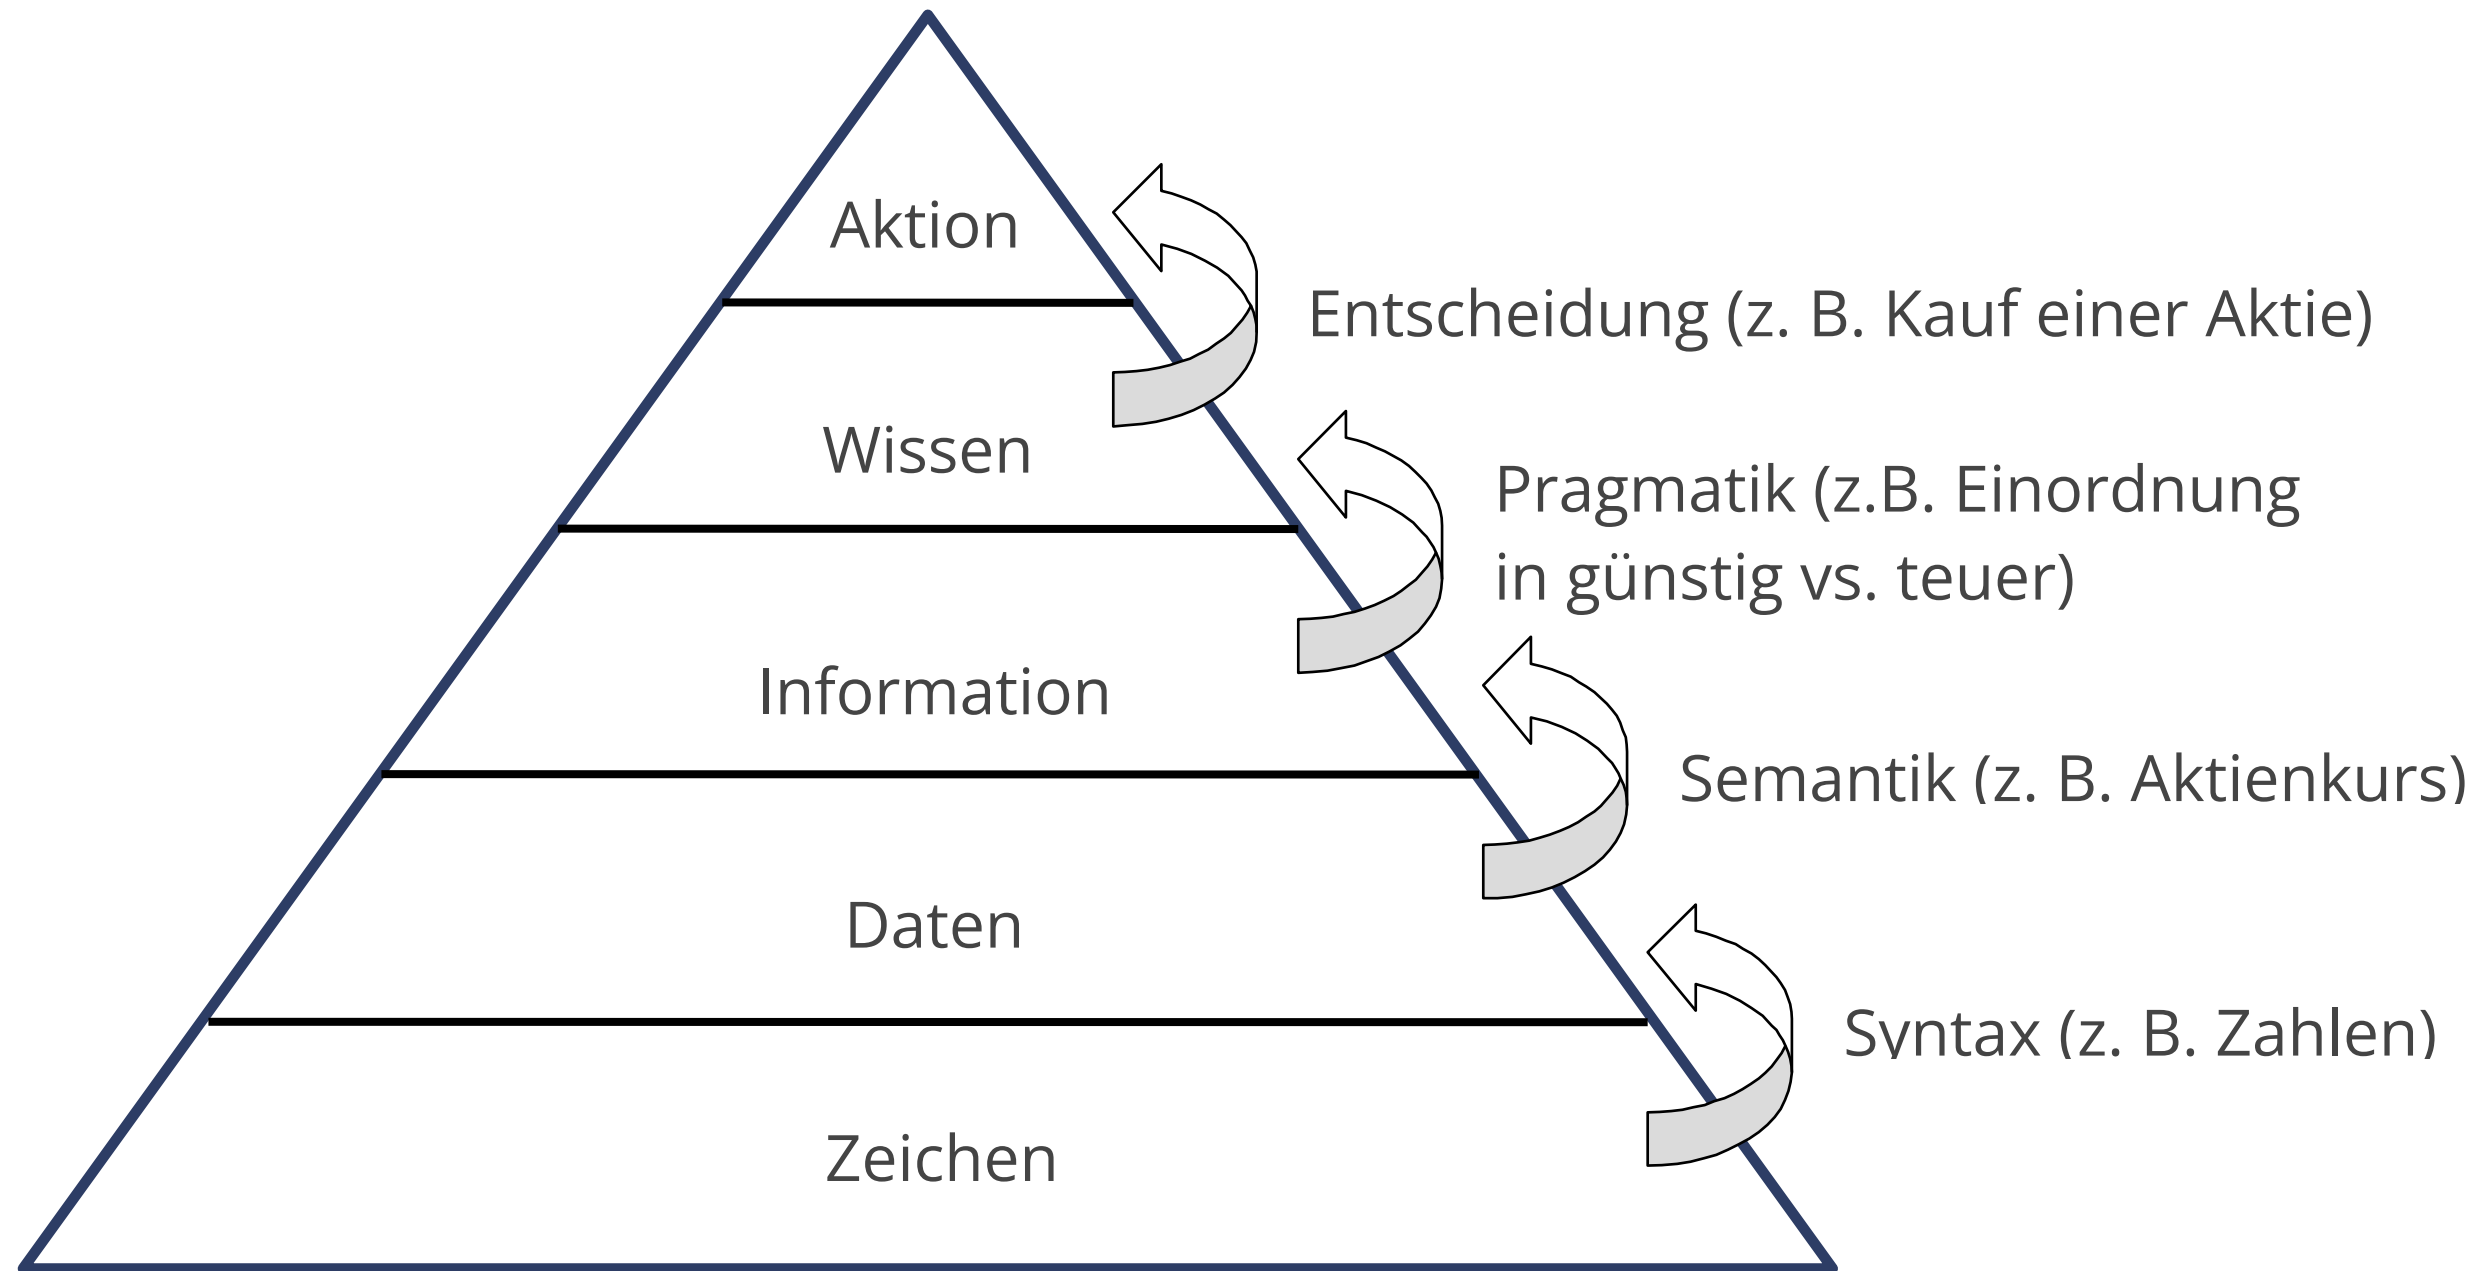 Aktion
Entscheidung (z. B. Kauf einer Aktie)
Wissen
Pragmatik (z.B. Einordnung
in günstig vs. teuer)
Information
Semantik (z. B. Aktienkurs)
Daten
Syntax (z. B. Zahlen)
Zeichen